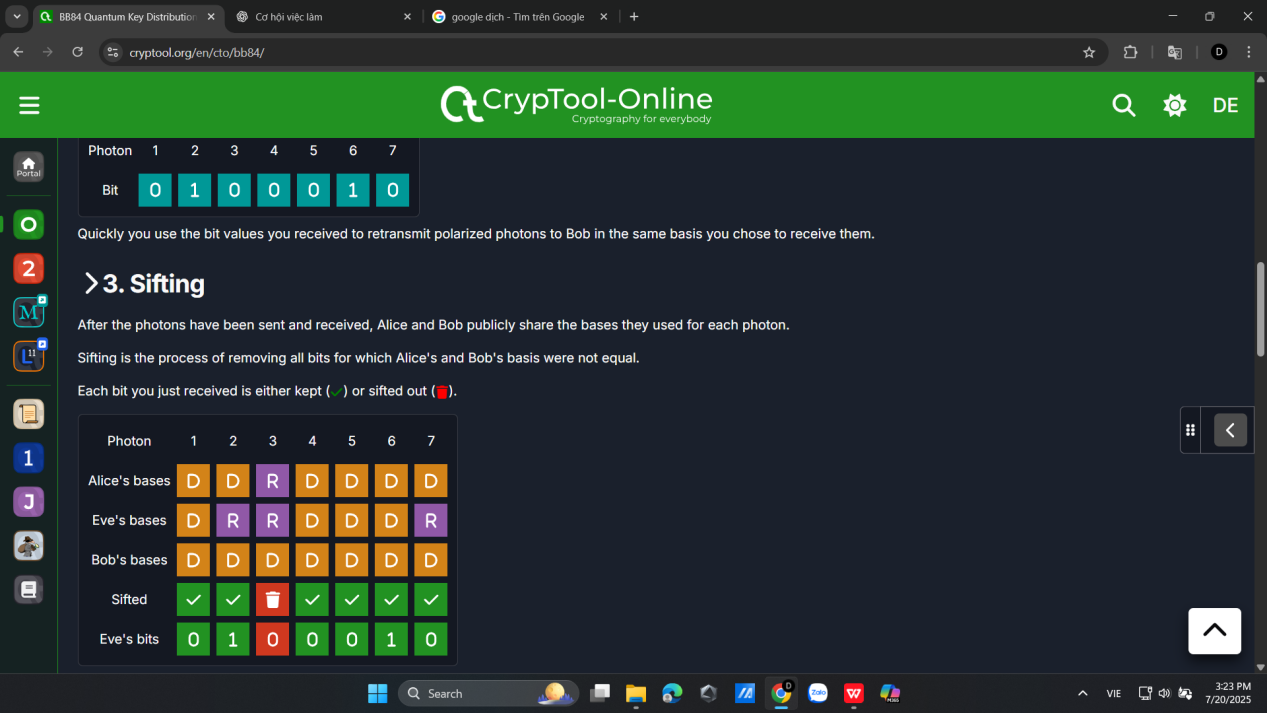 BB84 Quantum Key Distribution
Cơ hội việc làm
google dịch - Tìm trên Google
cryptool.org/en/cto/bb84/
D
CrypTool-Online
Cryptography for everybody
DE
Portal
O
2
M
L 11
1
J
Photon 1 2 3 4 5 6 7
Bit 0 1 0 0 0 1 0
Quickly you use the bit values you received to retransmit polarized photons to Bob in the same basis you chose to receive them.
3. Sifting
After the photons have been sent and received, Alice and Bob publicly share the bases they used for each photon.
Sifting is the process of removing all bits for which Alice's and Bob's basis were not equal.
Each bit you just received is either kept (✓) or sifted out ( ).
Photon 1 2 3 4 5 6 7
Alice's bases D D R D D D D
Eve's bases D R R D D D R
Bob's bases D D D D D D D
Sifted ✓ ✓ ✓ ✓ ✓ ✓
Eve's bits 0 1 0 0 0 1 0
Search
D
Zalo
W
VIE
3:23 PM
7/20/2025